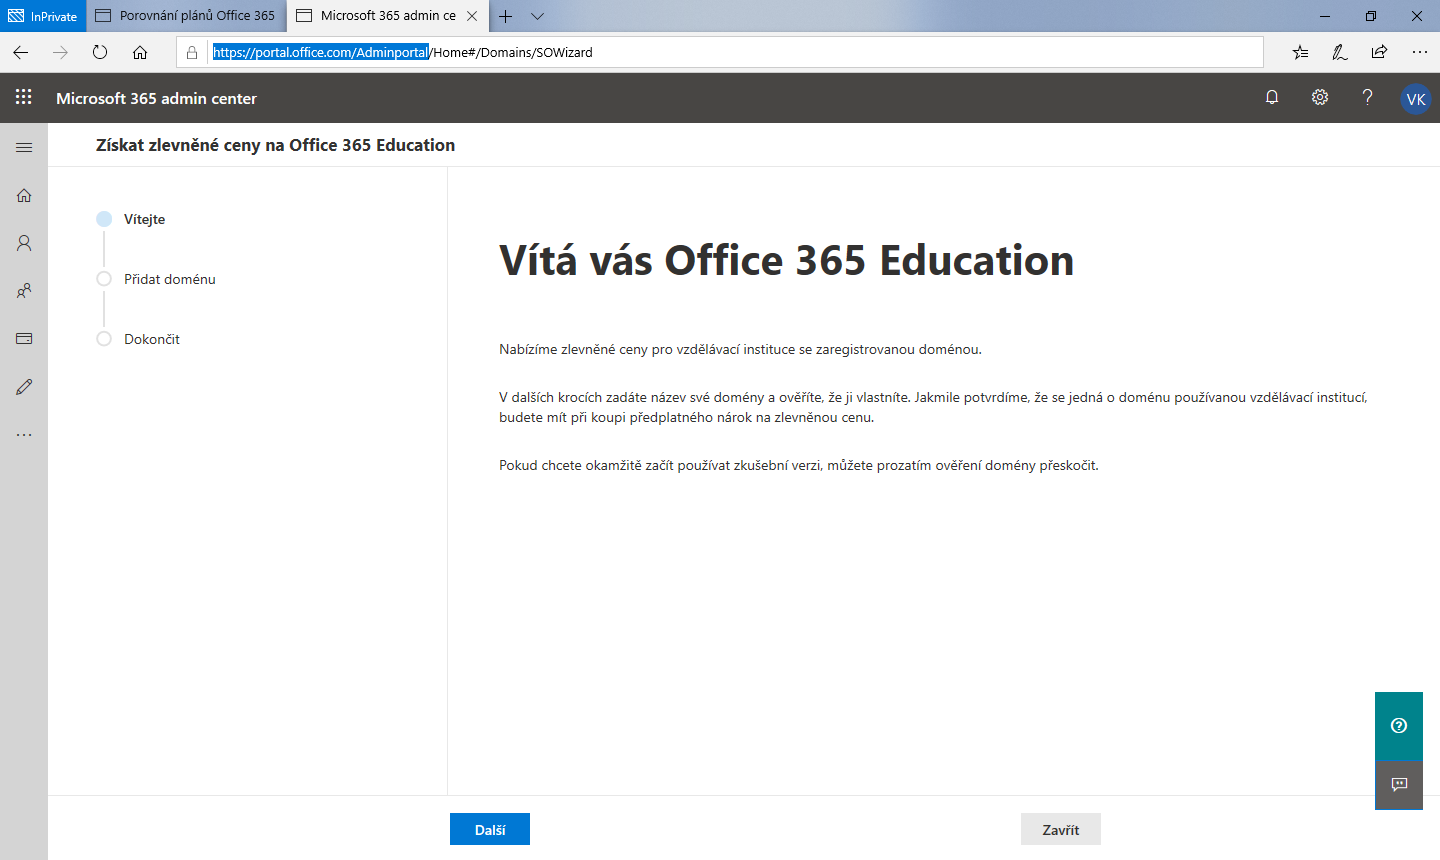 InPrivate
Porovnání plánů Office 365
Microsoft 365 admin ce
https://portal.office.com/Adminportal/Home#/Domains/SOWizard
Microsoft 365 admin center
VK
Získat zlevněné ceny na Office 365 Education
Vítejte
Přidat doménu
Dokončit
Vítá vás Office 365 Education
Nabízíme zlevněné ceny pro vzdělávací instituce se zaregistrovanou doménou.
V dalších krocích zadáte název své domény a ověříte, že ji vlastníte. Jakmile potvrdíme, že se jedná o doménu používanou vzdělávací institucí,
budete mít při koupi předplatného nárok na zlevněnou cenu.
Pokud chcete okamžitě začít používat zkušební verzi, můžete prozatím ověření domény přeskočit.
Další
Zavřít